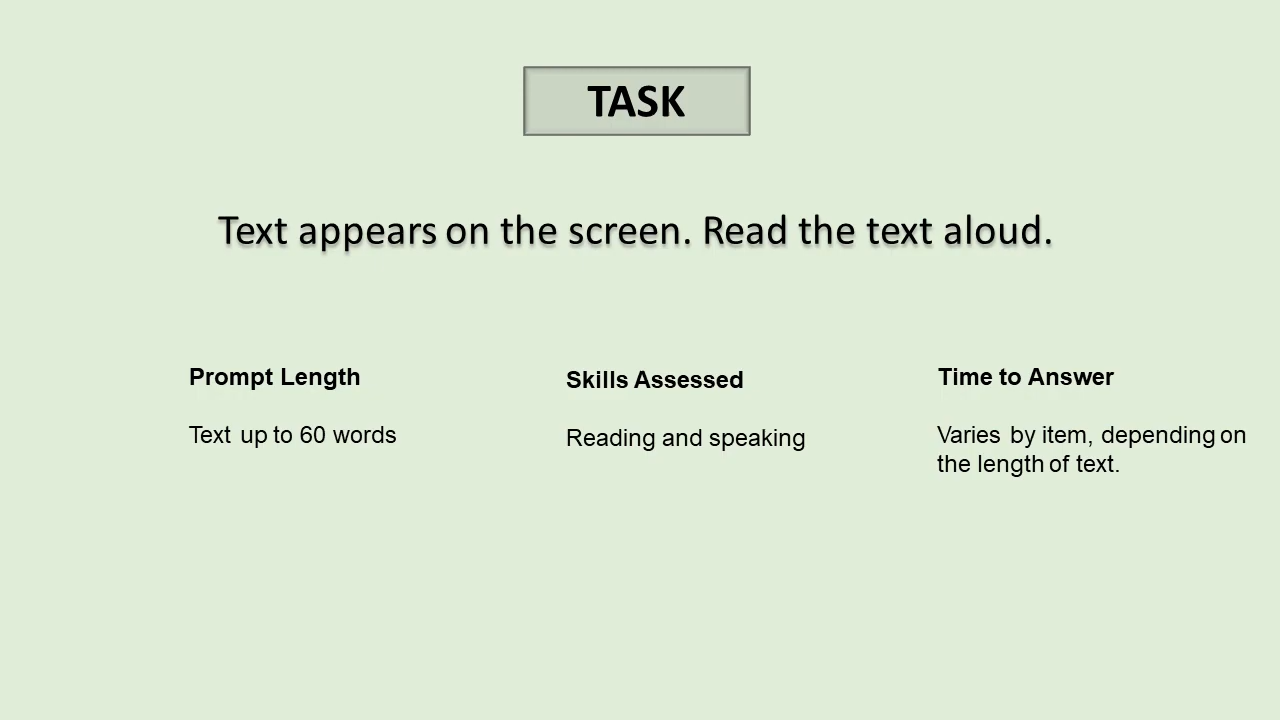 TASK
Text appears on the screen. Read the text aloud.
Prompt Length
Text up to 60 words
Skills Assessed
Reading and speaking
Time to Answer
Varies by item, depending on
the length of text.